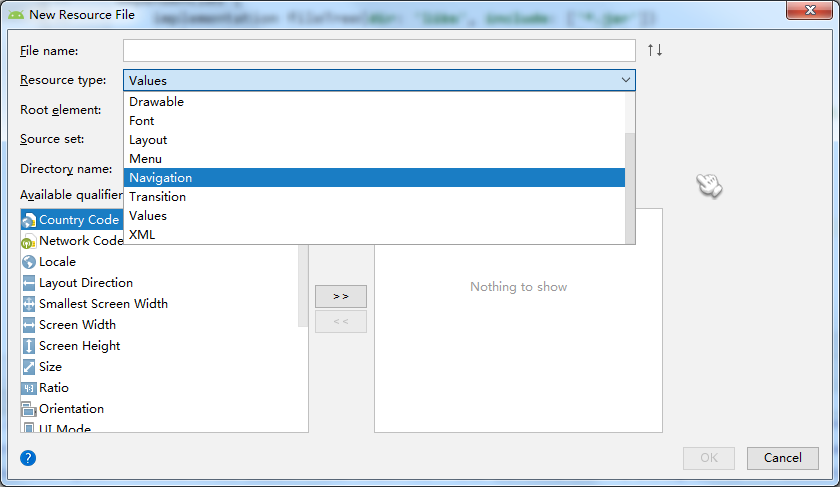 implementation fileTree(dir: 'libs', include: ['*.jar'])
New Resource File
File name:
Resource type:
Values
Root element:
Source set:
Directory name:
Drawable
Font
Layout
Menu
Navigation
Transition
Values
XML
Available qualifier
Country Code
Network Code
Locale
Layout Direction
Smallest Screen Width
Screen Width
Screen Height
Size
Ratio
Orientation
UI Mode
>>
<<
Nothing to show
?
OK
Cancel